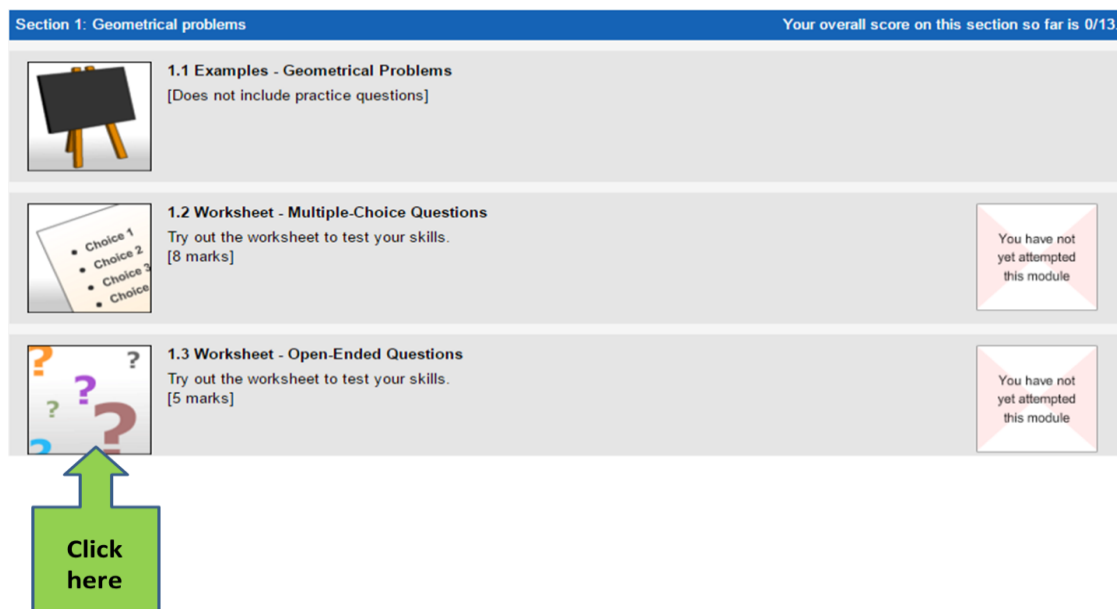 Section 1: Geometrical problems Your overall score on this section so far is 0/13.
1.1 Examples - Geometrical Problems
[Does not include practice questions]
1.2 Worksheet - Multiple-Choice Questions
Try out the worksheet to test your skills.
[8 marks]
• Choice 1
• Choice 2
• Choice 3
• Choice
You have not
yet attempted
this module
1.3 Worksheet - Open-Ended Questions
Try out the worksheet to test your skills.
[5 marks]
? ?
?
? ?
?
You have not
yet attempted
this module
Click
here